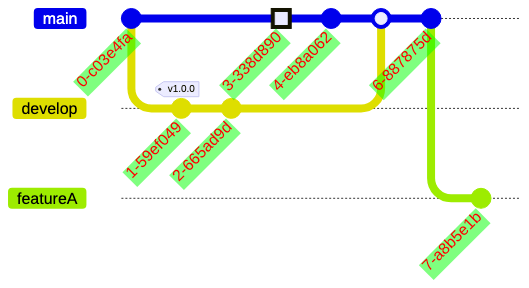 main
0-c03e4fa
3-338d890
4-eb8a062
6-887875d
develop
v1.0.0
1-59ef049
2-665ad9d
featureA
7-a8b5e1b